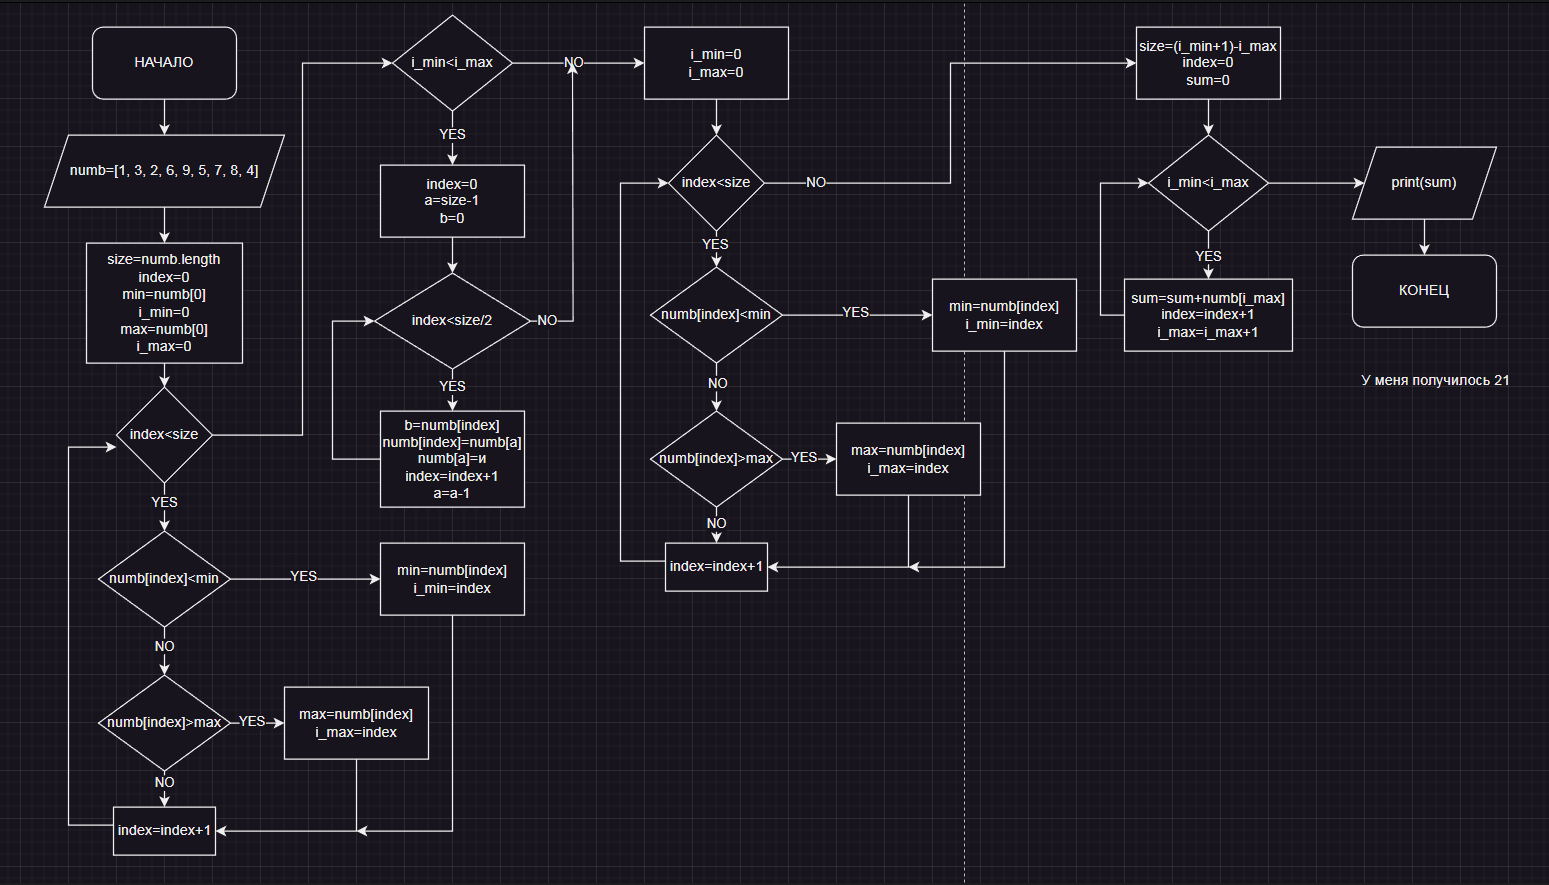 НАЧАЛО
numb=[1, 3, 2, 6, 9, 5, 7, 8, 4]
size=numb.length
index=0
min=numb[0]
i_min=0
max=numb[0]
i_max=0
index<size
YES
numb[index]<min
YES
min=numb[index]
i_min=index
NO
numb[index]>max
YES
max=numb[index]
i_max=index
NO
index=index+1
i_min<i_max
NO
YES
index=0
a=size-1
b=0
index<size/2
NO
YES
b=numb[index]
numb[index]=numb[a]
numb[a]=и
index=index+1
a=a-1
i_min=0
i_max=0
index<size
NO
YES
numb[index]<min
YES
min=numb[index]
i_min=index
NO
numb[index]>max
YES
max=numb[index]
i_max=index
NO
index=index+1
size=(i_min+1)-i_max
index=0
sum=0
i_min<i_max
YES
sum=sum+numb[i_max]
index=index+1
i_max=i_max+1
print(sum)
КОНЕЦ
У меня получилось 21